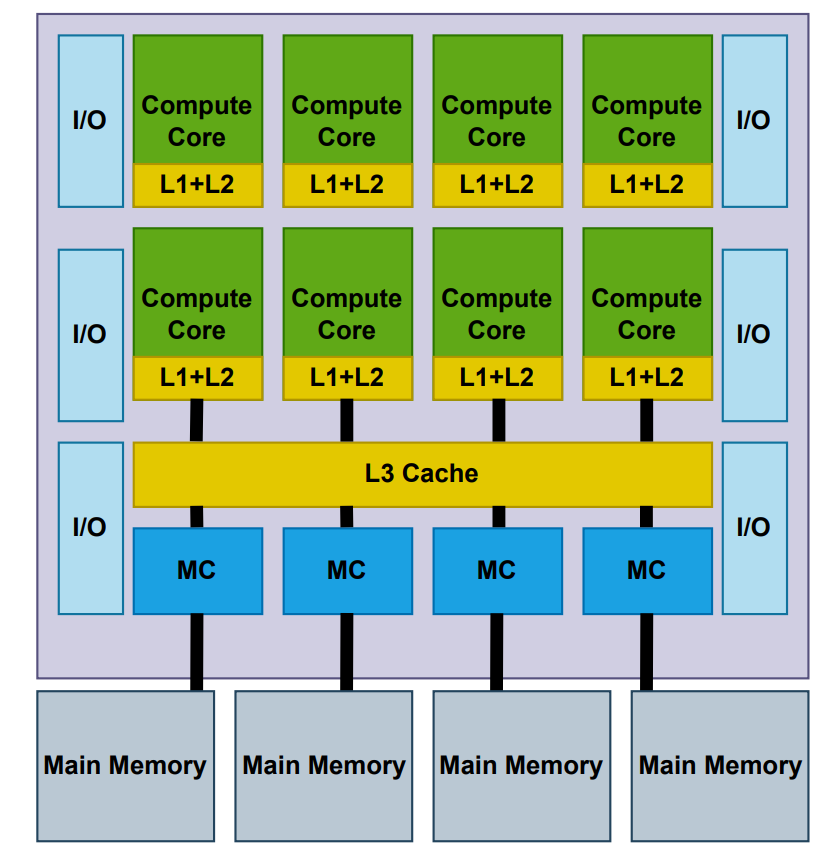 I/O
Compute
Core
L1+L2
Compute
Core
L1+L2
Compute
Core
L1+L2
Compute
Core
L1+L2
I/O
I/O
Compute
Core
L1+L2
Compute
Core
L1+L2
Compute
Core
L1+L2
Compute
Core
L1+L2
I/O
I/O
L3 Cache
I/O
MC
MC
MC
MC
Main Memory
Main Memory
Main Memory
Main Memory